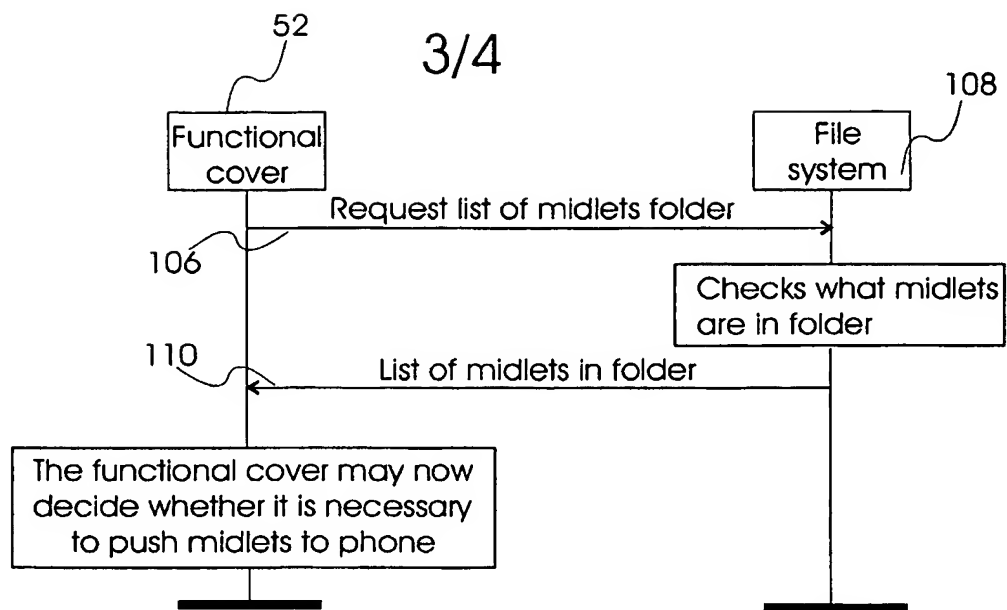 52
3/4
108
Functional
cover
File
system
Request list of midlets folder
106
Checks what midlets
are in folder
110
List of midlets in folder
The functional cover may now
decide whether it is necessary
to push midlets to phone